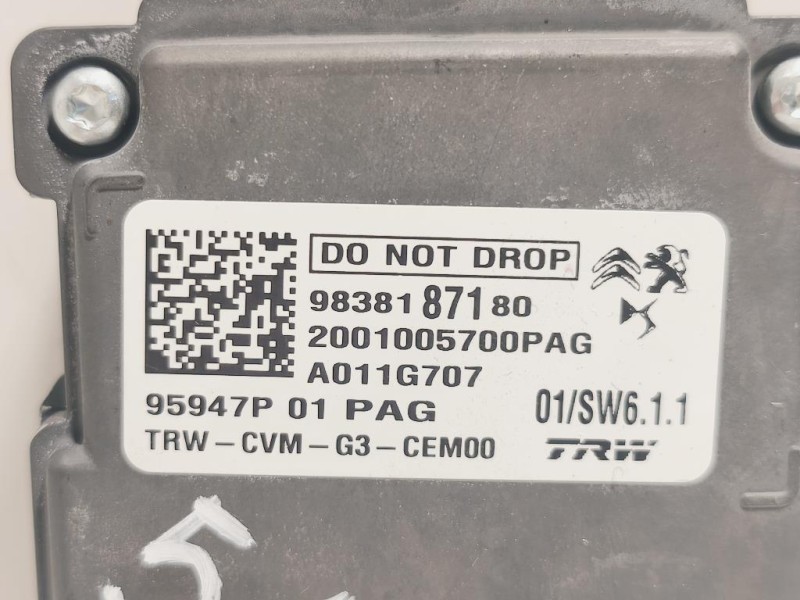 DO NOT DROP
98381 871 80
2001005700PAG
A011G707
95947P 01 PAG
01/SW6.1.1
TRW-CVM-G3-CEM00
TRW
5